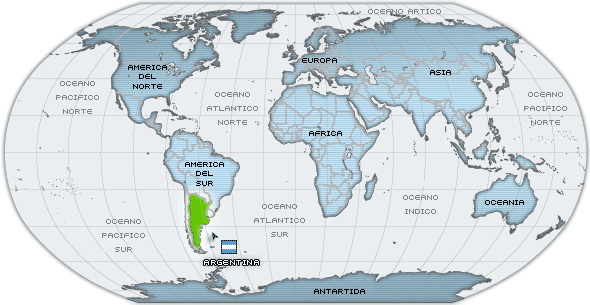 OCEANO ARTICO
EUROPA
AMERICA
DEL
NORTE
ASIA
OCEANO
PACIFICO
NORTE
OCEANO
ATLANTICO
NORTE
OCEANO
PACIFICO
NORTE
AFRICA
AMERICA
DEL
SUR
OCEANO
INDICO
OCEANIA
OCEANO
PACIFICO
SUR
OCEANO
ATLANTICO
SUR
ARGENTINA
ANTARTIDA